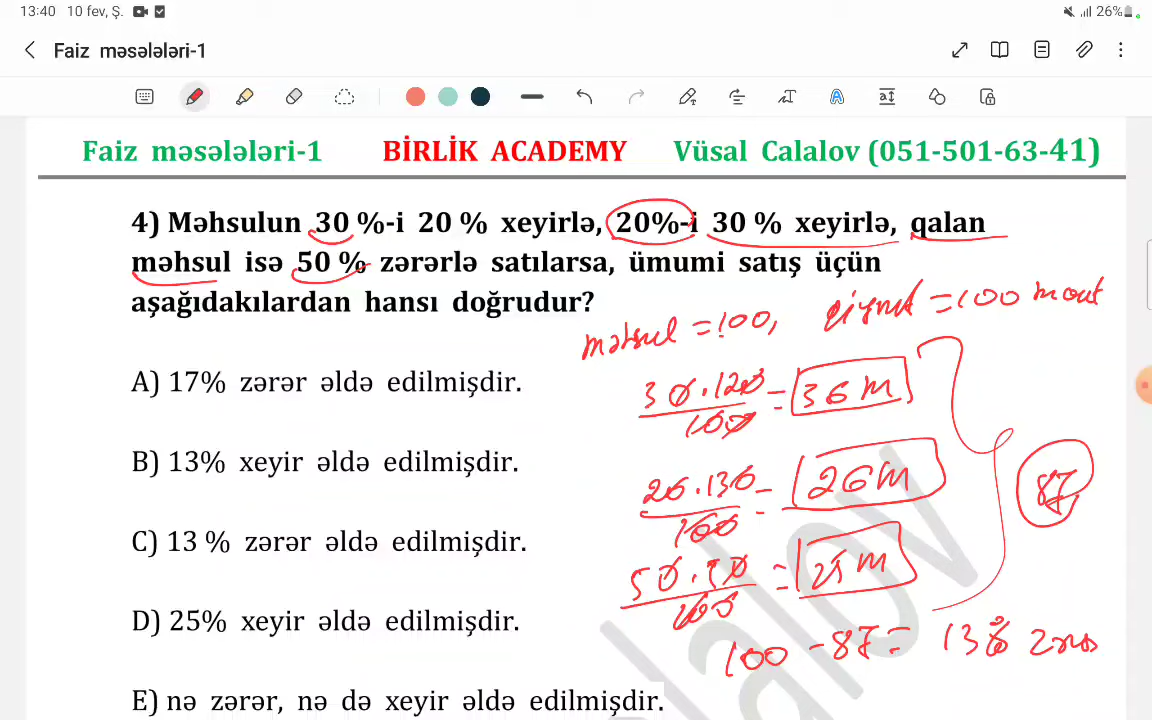 13:40 10 fev, Ş. 26%
Faiz məsələləri-1
Faiz məsələləri-1 BİRLİK ACADEMY Vüsal Calalov (051-501-63-41)
4) Məhsulun 30 %-i 20 % xeyirlə, 20%-i 30 % xeyirlə, qalan
məhsul isə 50 % zərərlə satılarsa, ümumi satış üçün
aşağıdakılardan hansı doğrudur?
məhsul = 100, qiymət = 100 manat
A) 17% zərər əldə edilmişdir.
30·120/100 = 36 m
B) 13% xeyir əldə edilmişdir.
20·130/100 = 26 m
87
C) 13 % zərər əldə edilmişdir.
50·50/100 = 25 m
D) 25% xeyir əldə edilmişdir.
100 - 87 = 13%
E) nə zərər, nə də xeyir əldə edilmişdir.
alov